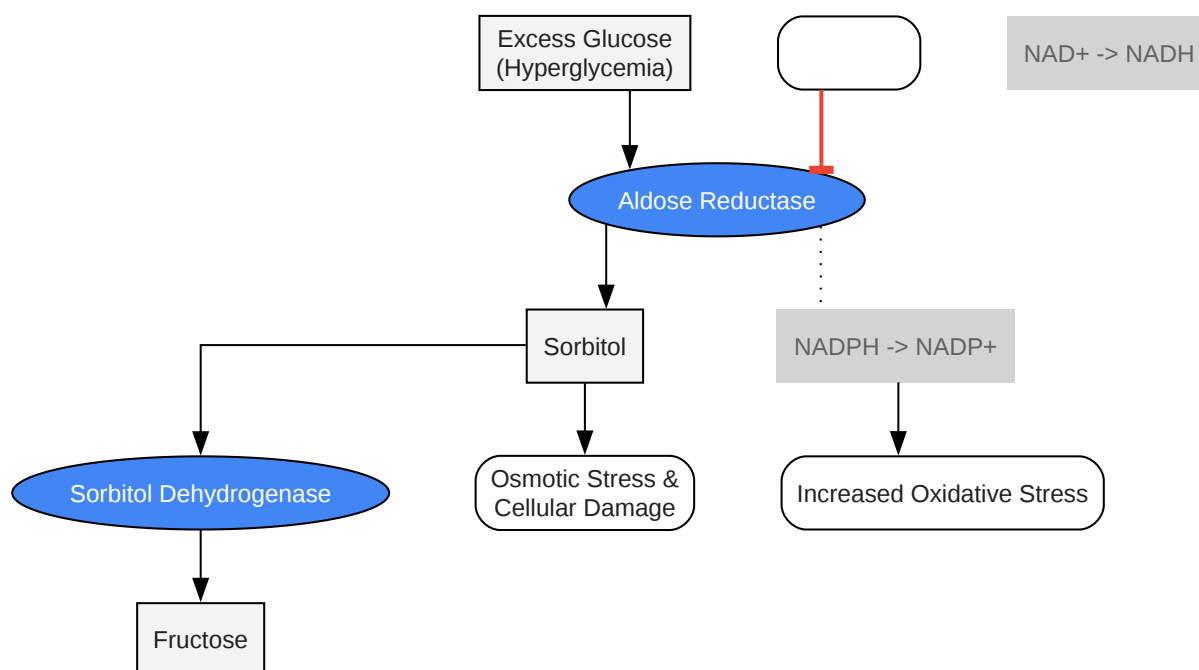 Excess Glucose
(Hyperglycemia)
NAD+ -> NADH
Aldose Reductase
Sorbitol
NADPH -> NADP+
Sorbitol Dehydrogenase
Osmotic Stress &
Cellular Damage
Increased Oxidative Stress
Fructose